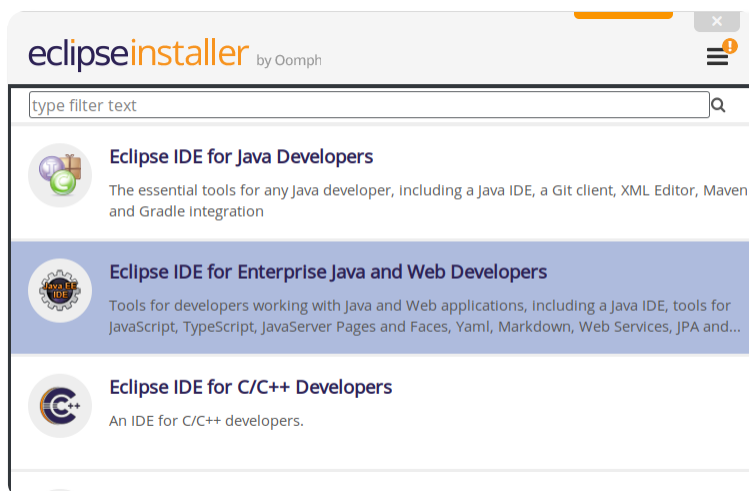 eclipseinstaller by Oomph
type filter text
Eclipse IDE for Java Developers
The essential tools for any Java developer, including a Java IDE, a Git client, XML Editor, Maven
and Gradle integration
Eclipse IDE for Enterprise Java and Web Developers
Java EE
IDE
Tools for developers working with Java and Web applications, including a Java IDE, tools for
JavaScript, TypeScript, JavaServer Pages and Faces, Yaml, Markdown, Web Services, JPA and...
Eclipse IDE for C/C++ Developers
C++
An IDE for C/C++ developers.